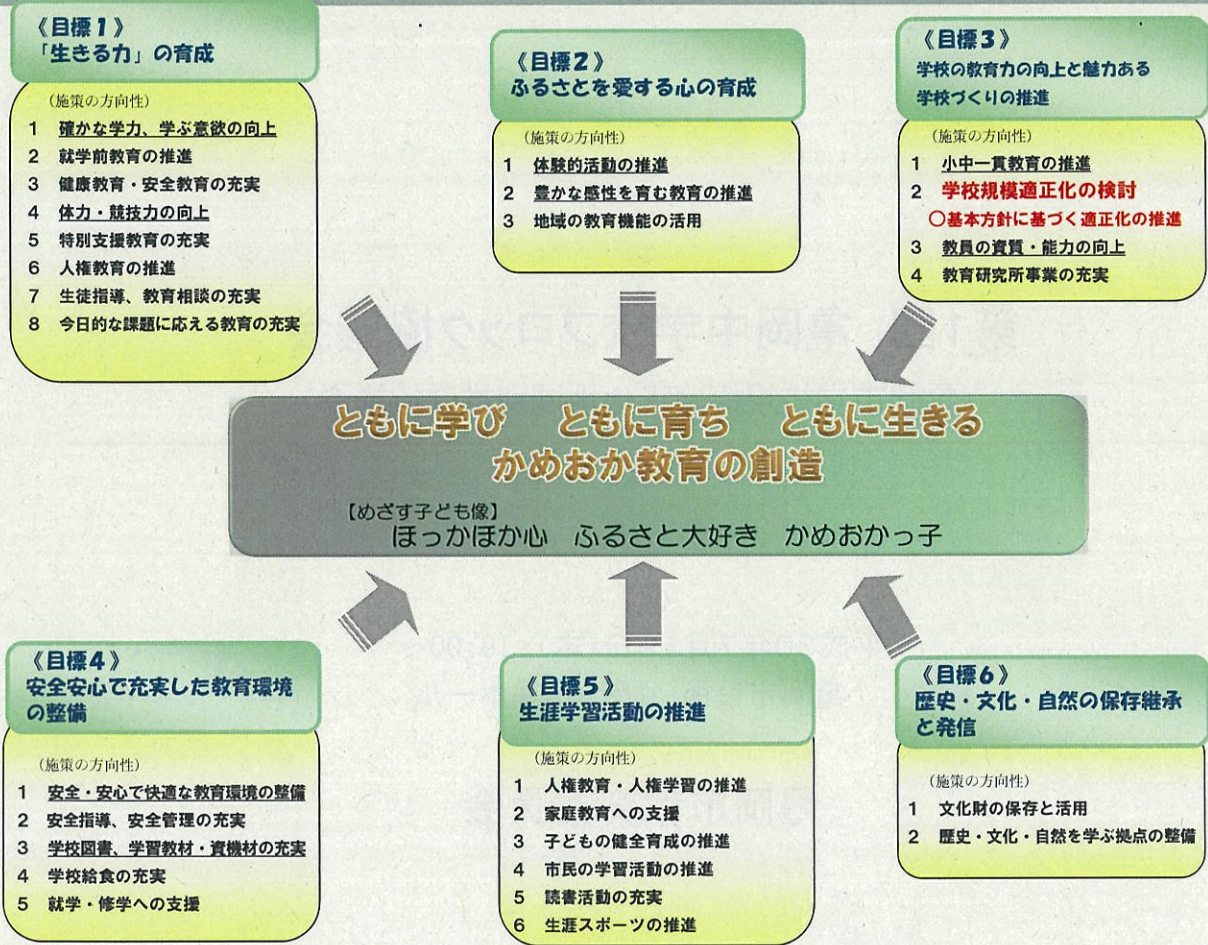 《目標1》
「生きる力」の育成
(施策の方向性)
1 確かな学力、学ぶ意欲の向上
2 就学前教育の推進
3 健康教育・安全教育の充実
4 体力・競技力の向上
5 特別支援教育の充実
6 人権教育の推進
7 生徒指導、教育相談の充実
8 今日的な課題に応える教育の充実
《目標2》
ふるさとを愛する心の育成
(施策の方向性)
1 体験的活動の推進
2 豊かな感性を育む教育の推進
3 地域の教育機能の活用
《目標3》
学校の教育力の向上と魅力ある
学校づくりの推進
(施策の方向性)
1 小中一貫教育の推進
2 学校規模適正化の検討
○基本方針に基づく適正化の推進
3 教員の資質・能力の向上
4 教育研究所事業の充実
ともに学び ともに育ち ともに生きる
かめおか教育の創造
【めざす子ども像】
ほっかほか心 ふるさと大好き かめおかっ子
《目標4》
安全安心で充実した教育環境
の整備
(施策の方向性)
1 安全・安心で快適な教育環境の整備
2 安全指導、安全管理の充実
3 学校図書、学習教材・資機材の充実
4 学校給食の充実
5 就学・修学への支援
《目標5》
生涯学習活動の推進
(施策の方向性)
1 人権教育・人権学習の推進
2 家庭教育への支援
3 子どもの健全育成の推進
4 市民の学習活動の推進
5 読書活動の充実
6 生涯スポーツの推進
《目標6》
歴史・文化・自然の保存継承
と発信
(施策の方向性)
1 文化財の保存と活用
2 歴史・文化・自然を学ぶ拠点の整備